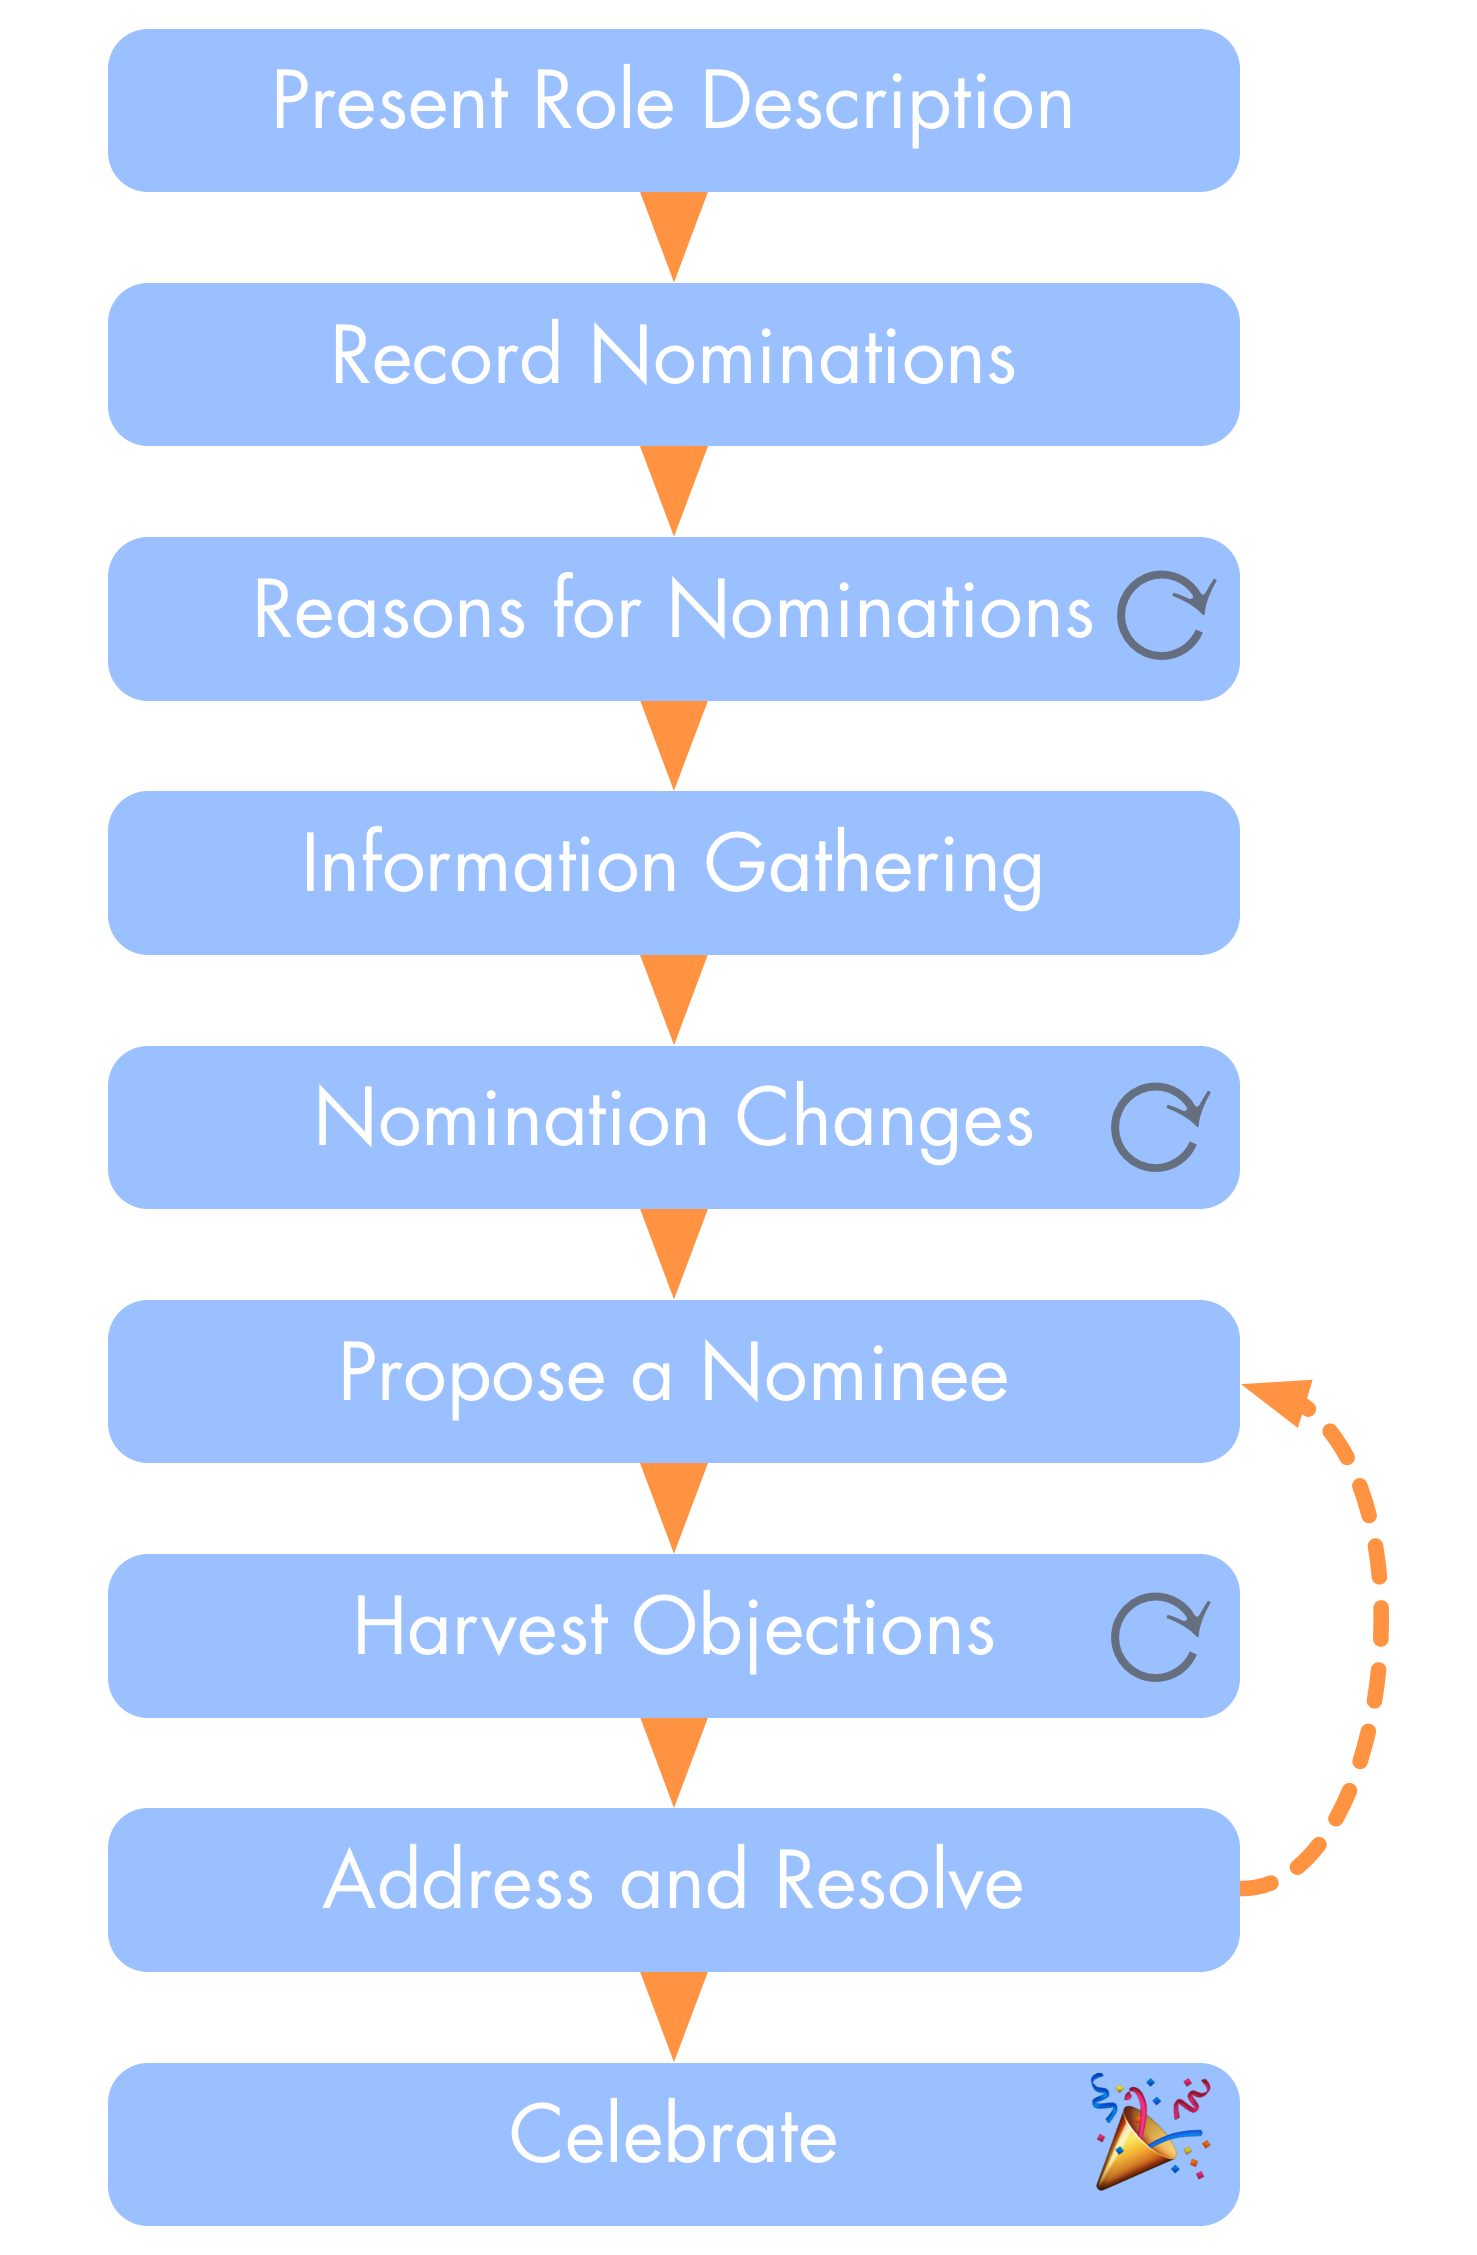 Present Role Description
Record Nominations
Reasons for Nominations
Information Gathering
Nomination Changes
Propose a Nominee
Harvest Objections
Address and Resolve
Celebrate